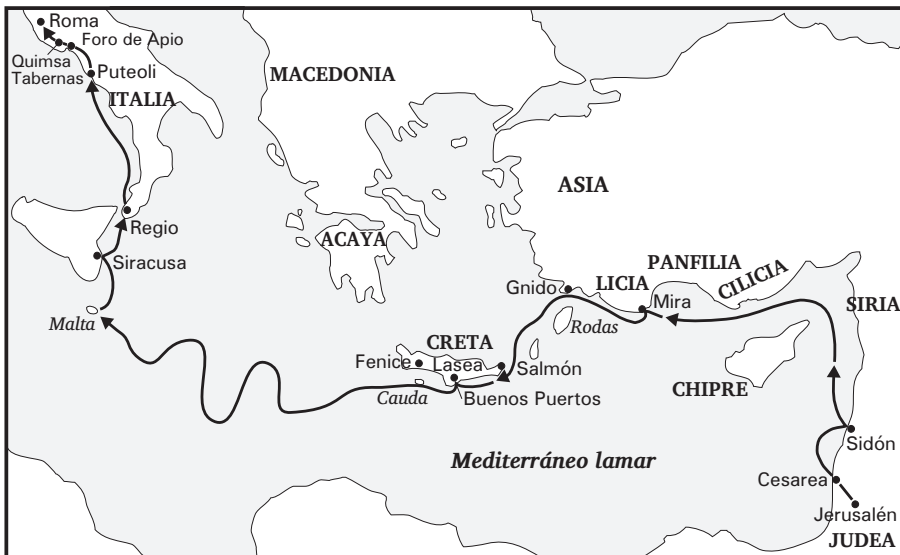 Roma
Foro de Apio
Quimsa
Tabernas
Puteoli
ITALIA
MACEDONIA
ASIA
Regio
ACAYA
Siracusa
PANFILIA
CILICIA
LICIA
Gnido
Mira
SIRIA
Malta
Rodas
CRETA
Fenice
Lasea
Salmón
CHIPRE
Cauda
Buenos Puertos
Sidón
Mediterráneo lamar
Cesarea
Jerusalén
JUDEA